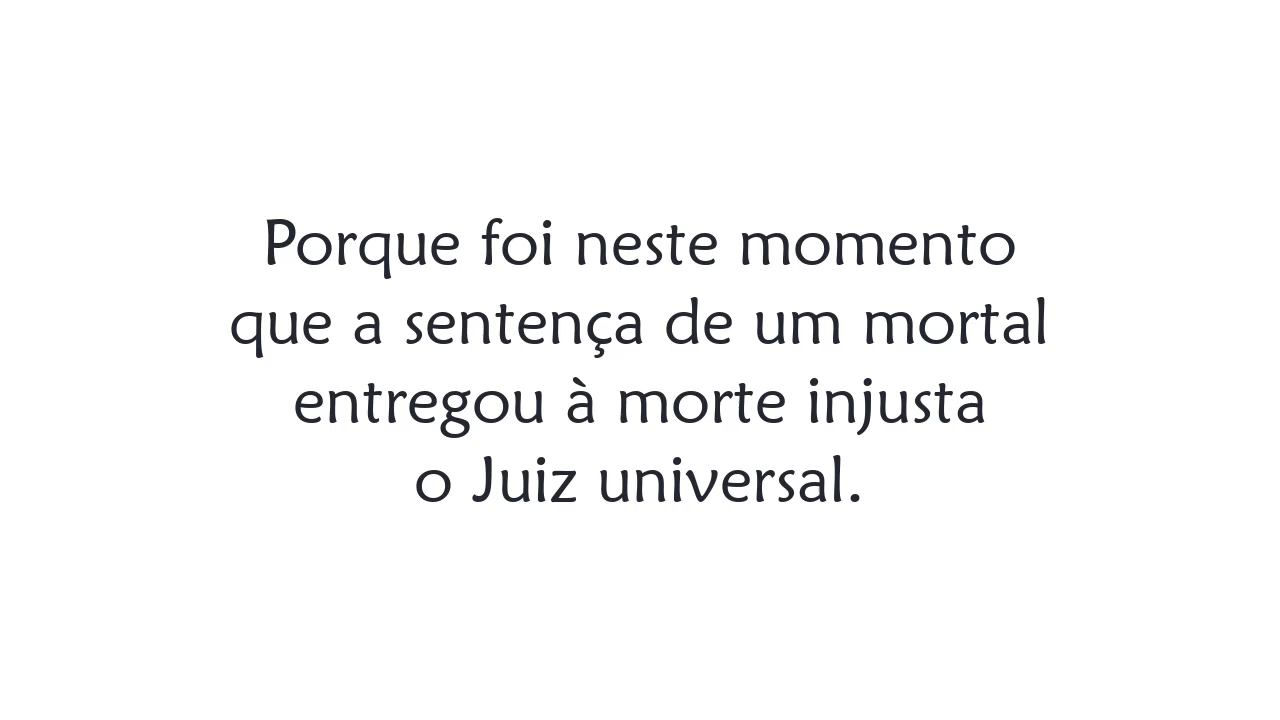 Porque foi neste momento
que a sentença de um mortal
entregou à morte injusta
o Juiz universal.